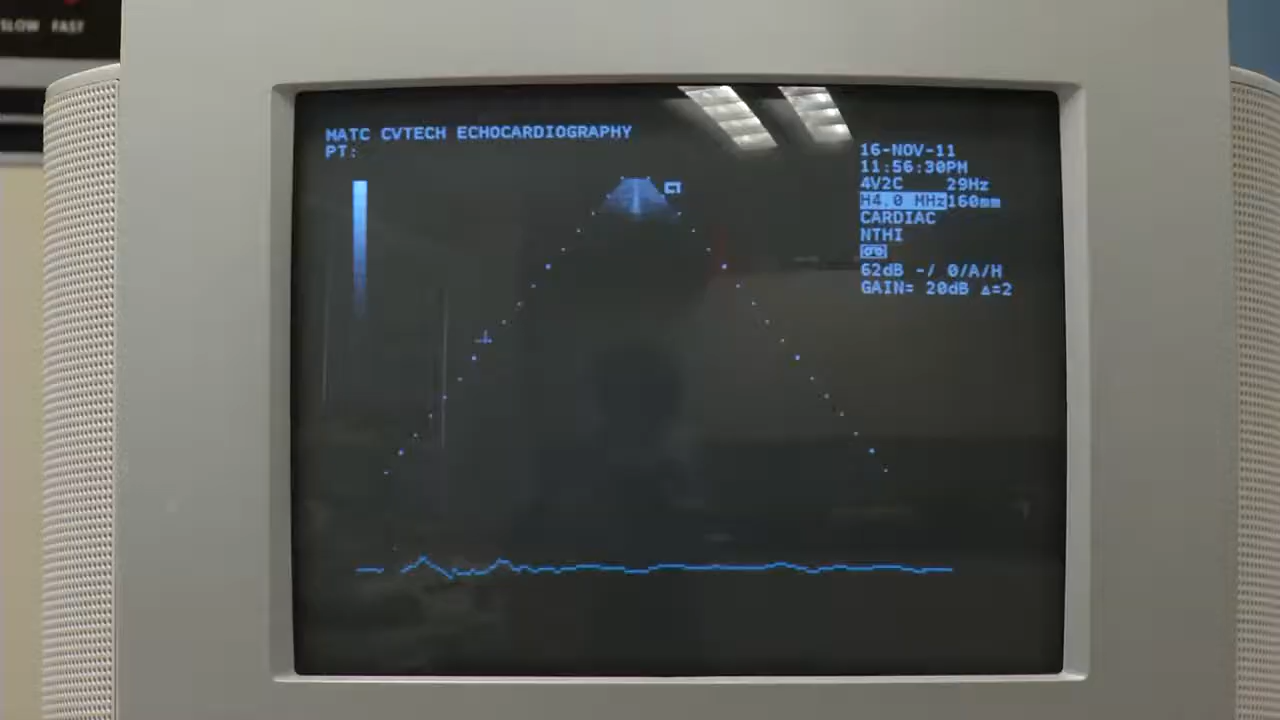 SLOW FAST
MATC CVTECH ECHOCARDIOGRAPHY
PT:
16-NOV-11
11:56:30PM
4V2C 29Hz
H4.0 MHz 160mm
CARDIAC
NTHI
62dB -/ 0/A/H
GAIN= 20dB △=2